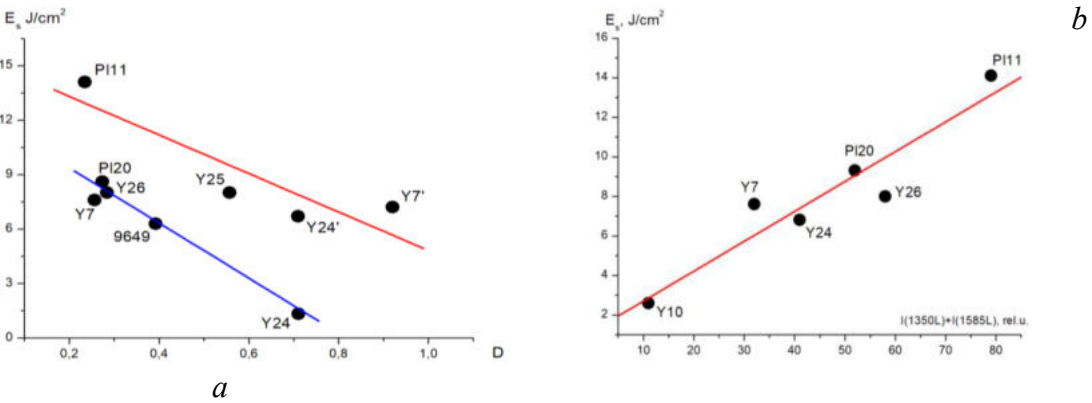 E_s J/cm²
15
12
9
6
3
0
PI11
PI20
Y26
Y7
9649
Y25
Y24'
Y7'
Y24
0,2 0,4 0,6 0,8 1,0 D
a
E_s, J/cm²
b
16
14
12
10
8
6
4
2
PI11
PI20
Y7
Y26
Y24
Y10
I(1350L)+I(1585L), rel.u.
10 20 30 40 50 60 70 80